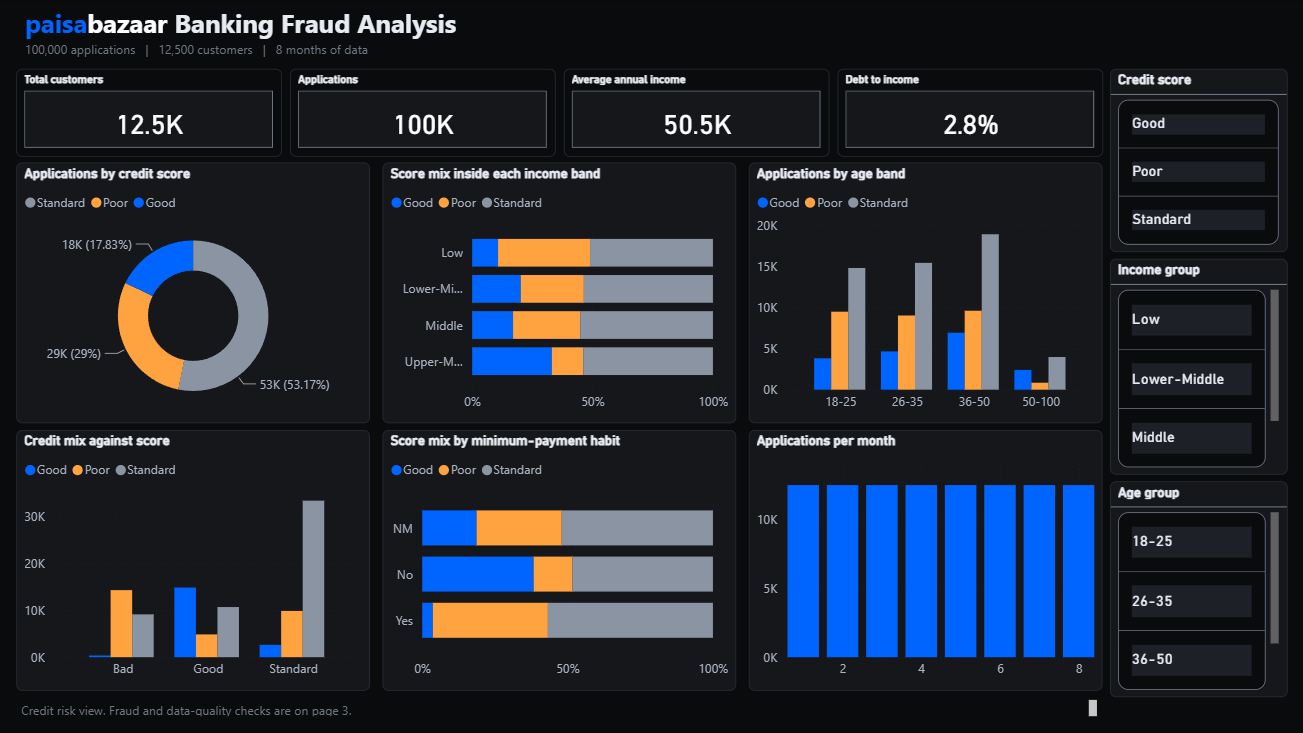 paisabazaar Banking Fraud Analysis
100,000 applications | 12,500 customers | 8 months of data
Total customers
12.5K
Applications
100K
Average annual income
50.5K
Debt to income
2.8%
Applications by credit score
Standard Poor Good
18K (17.83%)
29K (29%)
53K (53.17%)
Score mix inside each income band
Good Poor Standard
Low
Lower-Mi...
Middle
Upper-M...
0% 50% 100%
Applications by age band
Good Poor Standard
20K
15K
10K
5K
0K
18-25 26-35 36-50 50-100
Credit mix against score
Good Poor Standard
30K
20K
10K
0K
Bad Good Standard
Score mix by minimum-payment habit
Good Poor Standard
NM
No
Yes
0% 50% 100%
Applications per month
10K
5K
0K
2 4 6 8
Credit score
Good
Poor
Standard
Income group
Low
Lower-Middle
Middle
Age group
18-25
26-35
36-50
Credit risk view. Fraud and data-quality checks are on page 3.